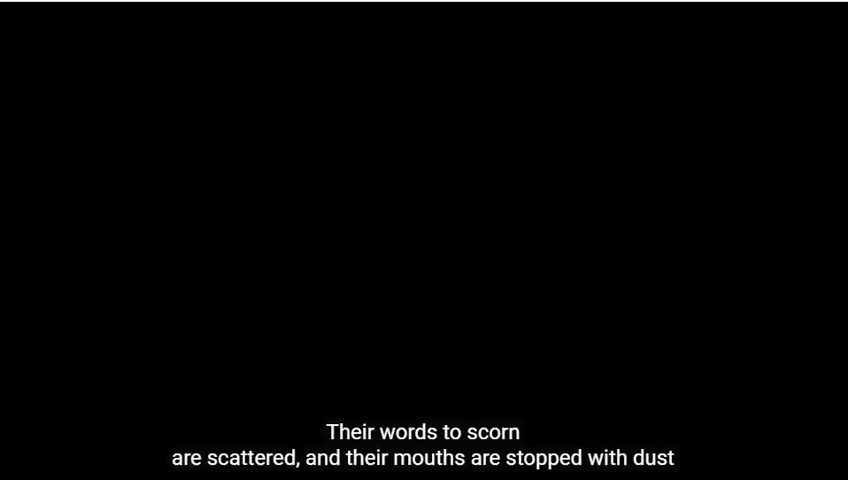 Their words to scorn
are scattered, and their mouths are stopped with dust